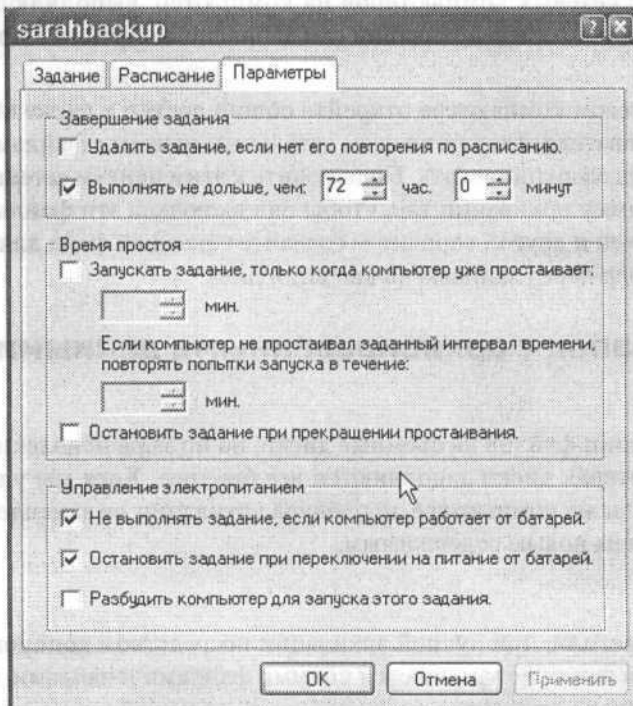 sarahbackup
Задание Расписание Параметры
Завершение задания
Удалить задание, если нет его повторения по расписанию.
Выполнять не дольше, чем: 72 час. 0 минут
Время простоя
Запускать задание, только когда компьютер уже простаивает:
мин.
Если компьютер не простаивал заданный интервал времени,
повторять попытки запуска в течение:
мин.
Остановить задание при прекращении простаивания.
Управление электропитанием
Не выполнять задание, если компьютер работает от батарей.
Остановить задание при переключении на питание от батарей.
Разбудить компьютер для запуска этого задания.
OK Отмена Применить